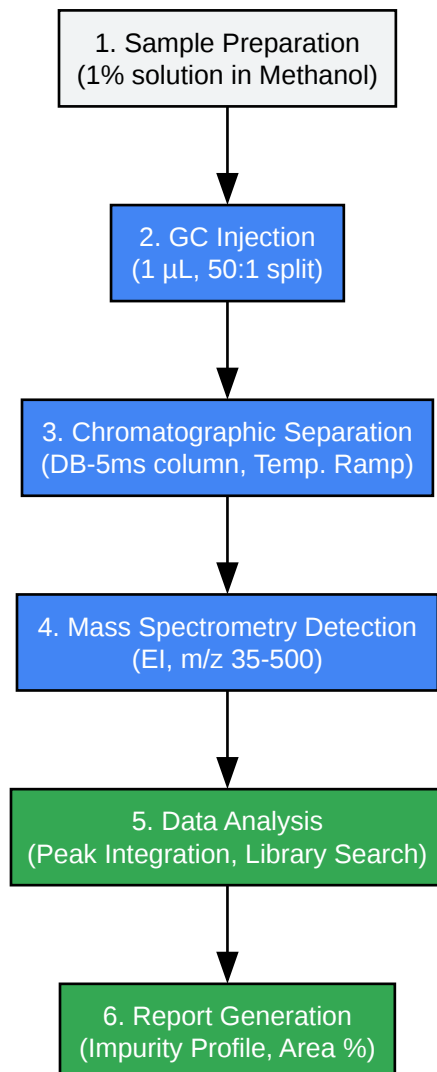 1. Sample Preparation
(1% solution in Methanol)
2. GC Injection
(1 µL, 50:1 split)
3. Chromatographic Separation
(DB-5ms column, Temp. Ramp)
4. Mass Spectrometry Detection
(EI, m/z 35-500)
5. Data Analysis
(Peak Integration, Library Search)
6. Report Generation
(Impurity Profile, Area %)